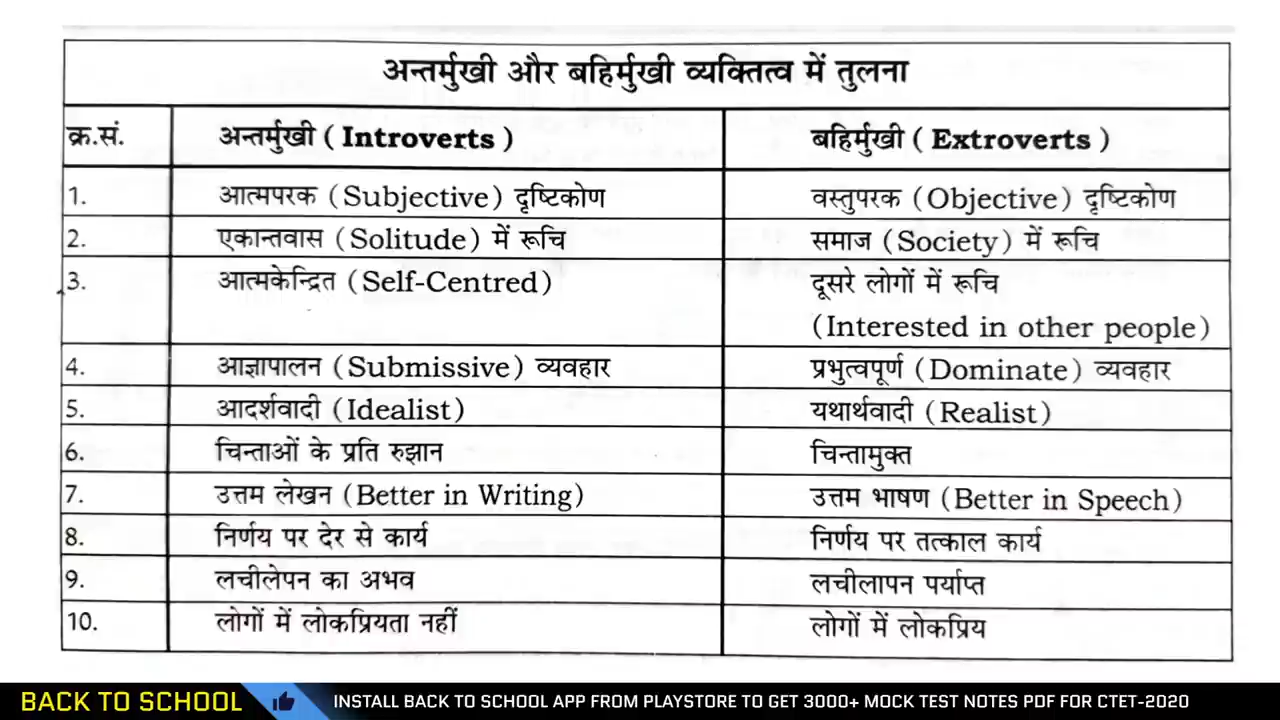 अन्तर्मुखी और बहिर्मुखी व्यक्तित्व में तुलना
क्र.सं. अन्तर्मुखी ( Introverts ) बहिर्मुखी ( Extroverts )
1. आत्मपरक (Subjective) दृष्टिकोण वस्तुपरक (Objective) दृष्टिकोण
2. एकान्तवास (Solitude) में रूचि समाज (Society) में रूचि
3. आत्मकेन्द्रित (Self-Centred) दूसरे लोगों में रूचि
(Interested in other people)
4. आज्ञापालन (Submissive) व्यवहार प्रभुत्वपूर्ण (Dominate) व्यवहार
5. आदर्शवादी (Idealist) यथार्थवादी (Realist)
6. चिन्ताओं के प्रति रुझान चिन्तामुक्त
7. उत्तम लेखन (Better in Writing) उत्तम भाषण (Better in Speech)
8. निर्णय पर देर से कार्य निर्णय पर तत्काल कार्य
9. लचीलेपन का अभव लचीलापन पर्याप्त
10. लोगों में लोकप्रियता नहीं लोगों में लोकप्रिय
BACK TO SCHOOL INSTALL BACK TO SCHOOL APP FROM PLAYSTORE TO GET 3000+ MOCK TEST NOTES PDF FOR CTET-2020